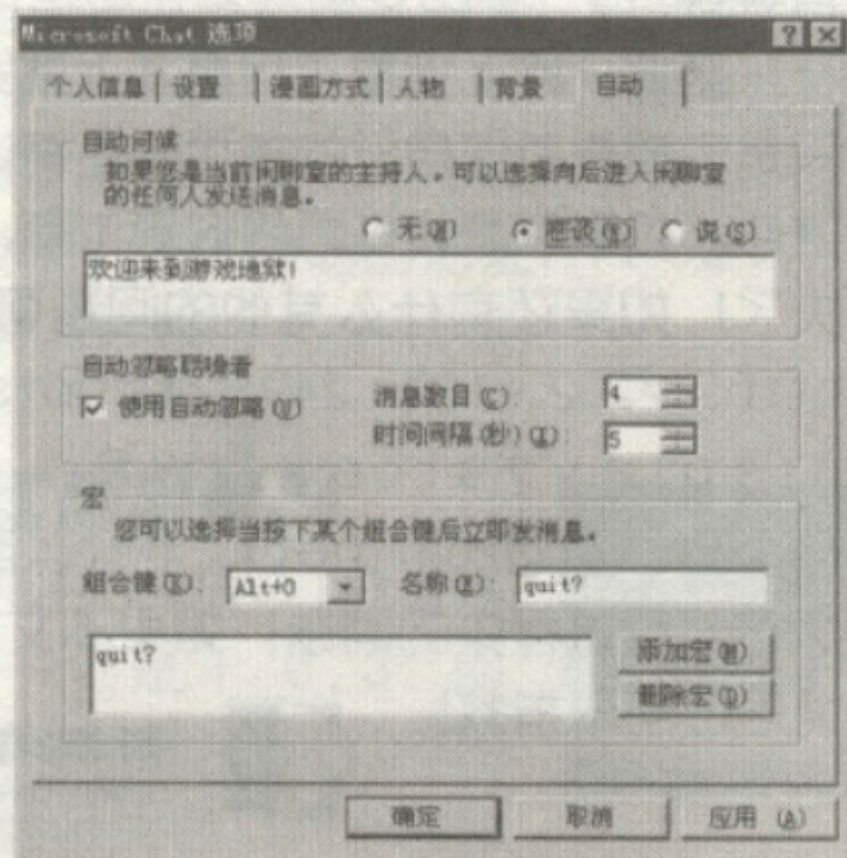 Microsoft Chat 选项
个人信息 设置 漫画方式 人物 背景 自动
自动问候
如果您是当前闲聊室的主持人，可以选择向后进入闲聊室
的任何人发送消息。
无(N) 密谈(W) 说(S)
欢迎来到游戏地狱!
自动忽略聒噪者
使用自动忽略(U) 消息数目(C): 4
时间间隔(秒)(I): 5
宏
您可以选择当按下某个组合键后立即发消息。
组合键(K): Alt+0 名称(E): quit?
quit? 添加宏(M)
删除宏(D)
确定 取消 应用 (A)